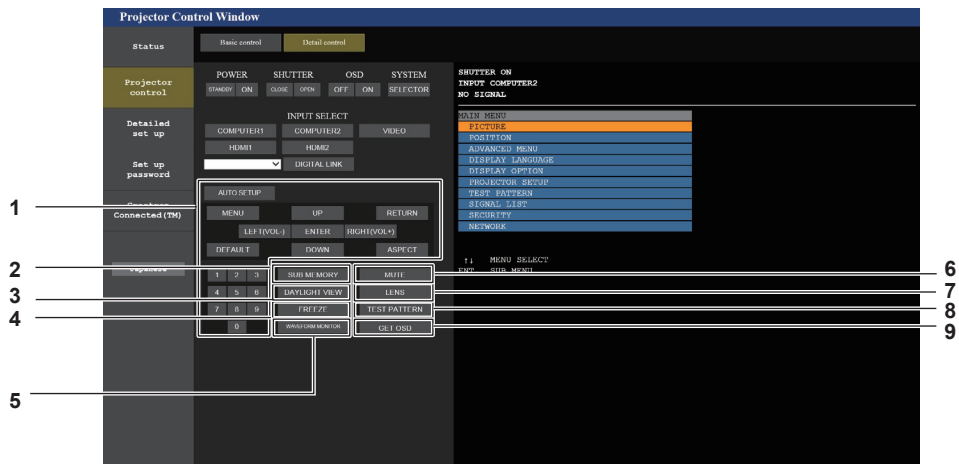 Projector Control Window
Status
Basic control
Detail control
Projector
control
Detailed
set up
Set up
password
Connected(TM)
POWER SHUTTER OSD SYSTEM
STANDBY ON CLOSE OPEN OFF ON SELECTOR
INPUT SELECT
COMPUTER1 COMPUTER2 VIDEO
HDMI1 HDMI2
DIGITAL LINK
AUTO SETUP
MENU UP RETURN
LEFT(VOL-) ENTER RIGHT(VOL+)
DEFAULT DOWN ASPECT
1 2 3 SUB MEMORY MUTE
4 5 6 DAYLIGHT VIEW LENS
7 8 9 FREEZE TEST PATTERN
0 WAVEFORM MONITOR GET OSD
SHUTTER ON
INPUT COMPUTER2
NO SIGNAL
MAIN MENU
PICTURE
POSITION
ADVANCED MENU
DISPLAY LANGUAGE
DISPLAY OPTION
PROJECTOR SETUP
TEST PATTERN
SIGNAL LIST
SECURITY
NETWORK
↑↓ MENU SELECT
ENT SUB MENU
1
2
3
4
5
6
7
8
9